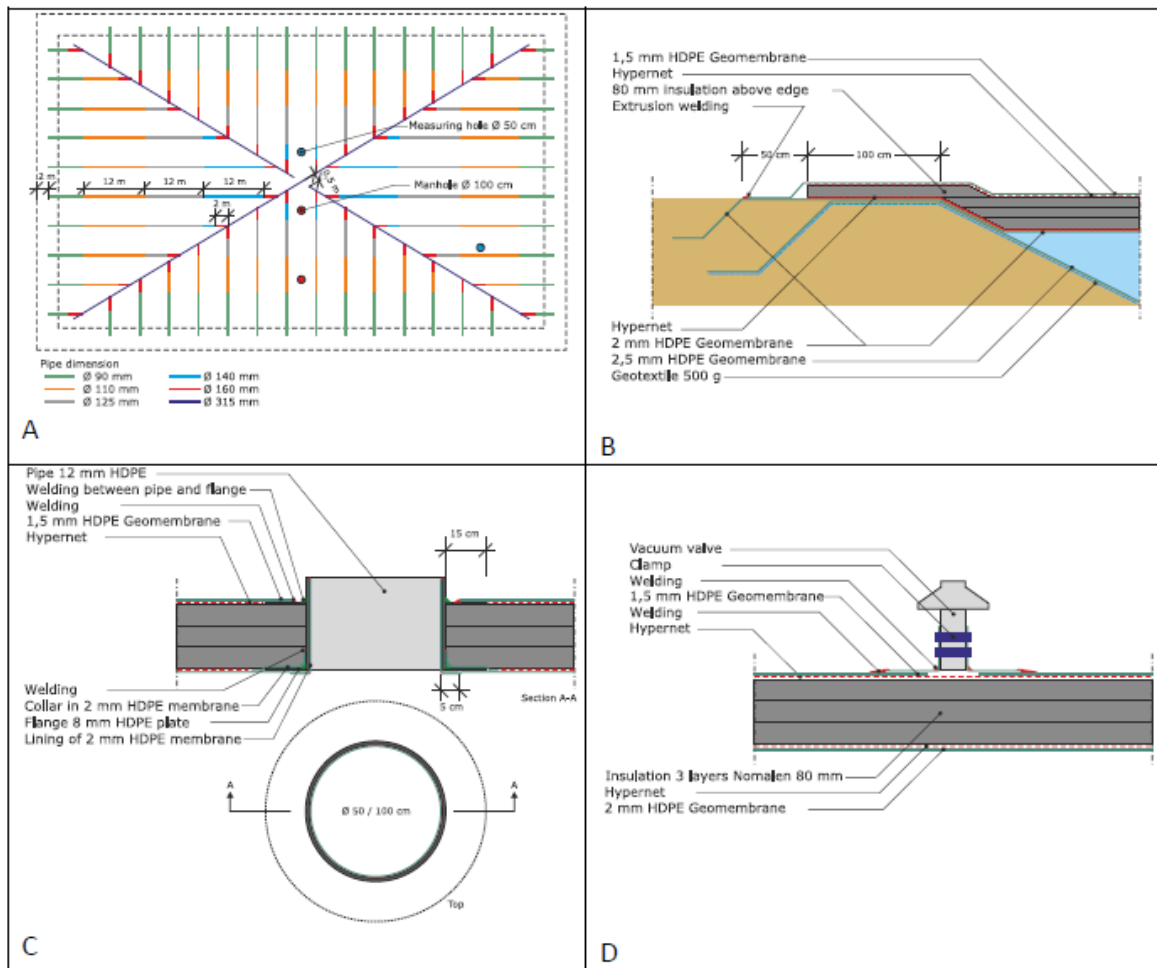 Measuring hole Ø 50 cm
2 m
12 m
12 m
12 m
0,5 m
Manhole Ø 100 cm
2 m
Pipe dimension
Ø 90 mm
Ø 140 mm
Ø 110 mm
Ø 160 mm
Ø 125 mm
Ø 315 mm
A
1,5 mm HDPE Geomembrane
Hypernet
80 mm insulation above edge
Extrusion welding
50 cm
100 cm
Hypernet
2 mm HDPE Geomembrane
2,5 mm HDPE Geomembrane
Geotextile 500 g
B
Pipe 12 mm HDPE
Welding between pipe and flange
Welding
1,5 mm HDPE Geomembrane
Hypernet
15 cm
Welding
Collar in 2 mm HDPE membrane
Flange 8 mm HDPE plate
Lining of 2 mm HDPE membrane
5 cm
Section A-A
A
A
Ø 50 / 100 cm
Top
C
Vacuum valve
Clamp
Welding
1,5 mm HDPE Geomembrane
Welding
Hypernet
Insulation 3 layers Nomalen 80 mm
Hypernet
2 mm HDPE Geomembrane
D